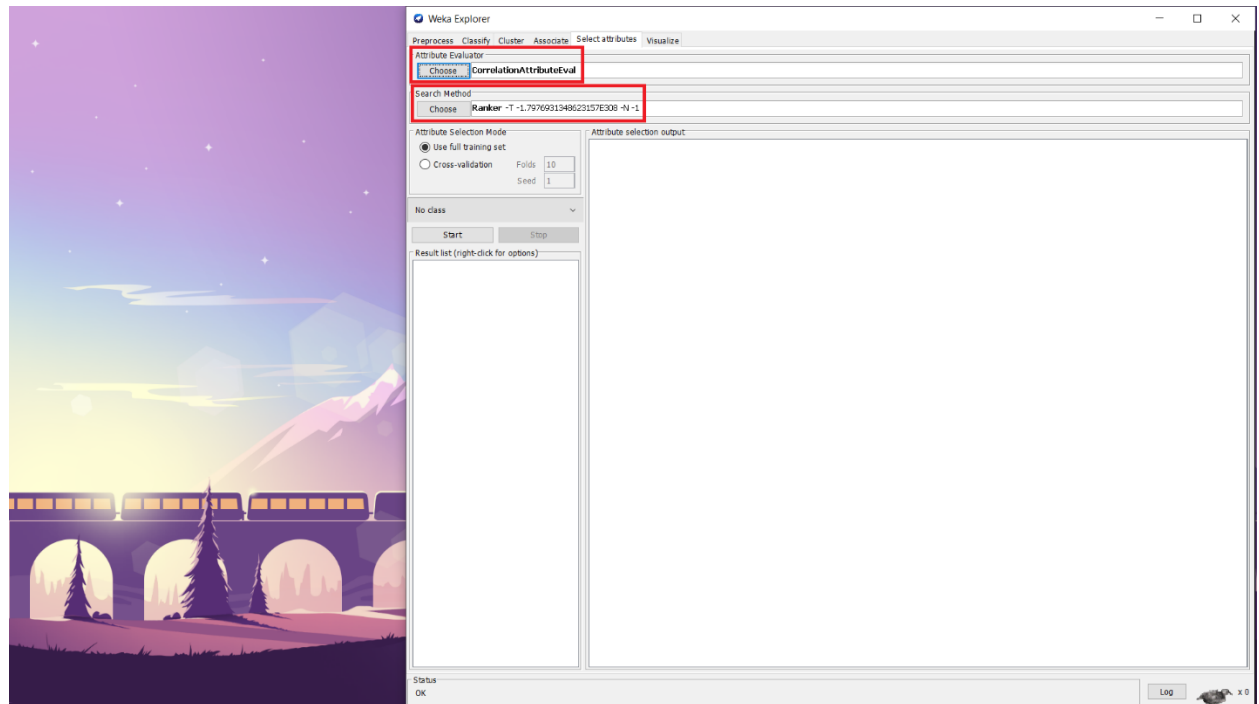 Weka Explorer
Preprocess Classify Cluster Associate Select attributes Visualize
Attribute Evaluator
Choose CorrelationAttributeEval
Search Method
Choose Ranker -T -1.7976931348623157E308 -N -1
Attribute Selection Mode
Use full training set
Cross-validation Folds 10
Seed 1
No class
Start Stop
Result list (right-click for options)
Attribute selection output
Status
OK
Log x 0